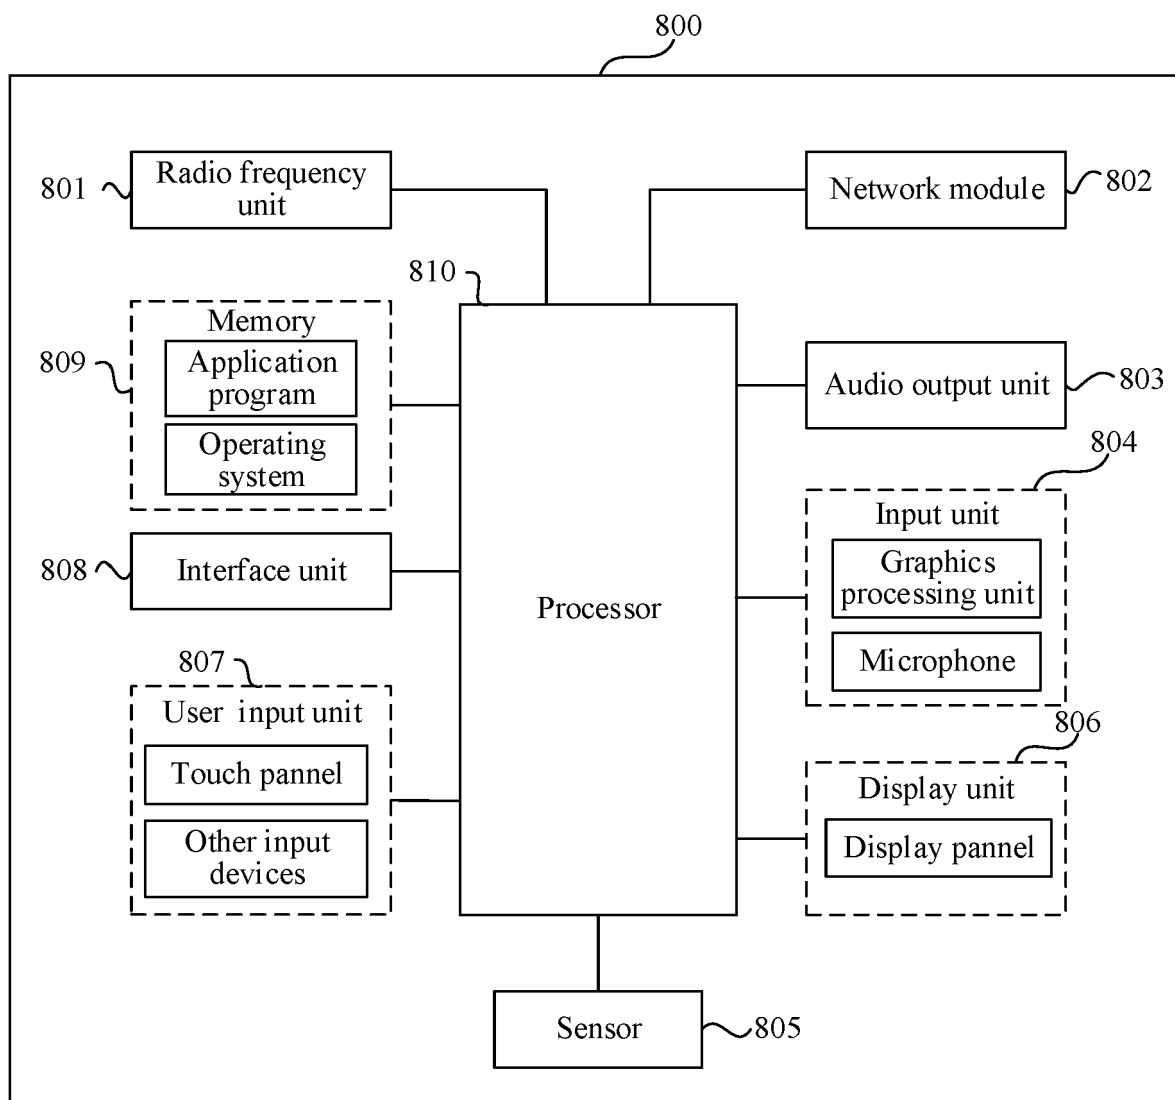 800
801
Radio frequency
unit
Network module
802
810
809
Memory
Application
program
Operating
system
Audio output unit
803
804
Input unit
Graphics
processing unit
Microphone
808
Interface unit
Processor
807
User input unit
Touch pannel
Other input
devices
806
Display unit
Display pannel
Sensor
805